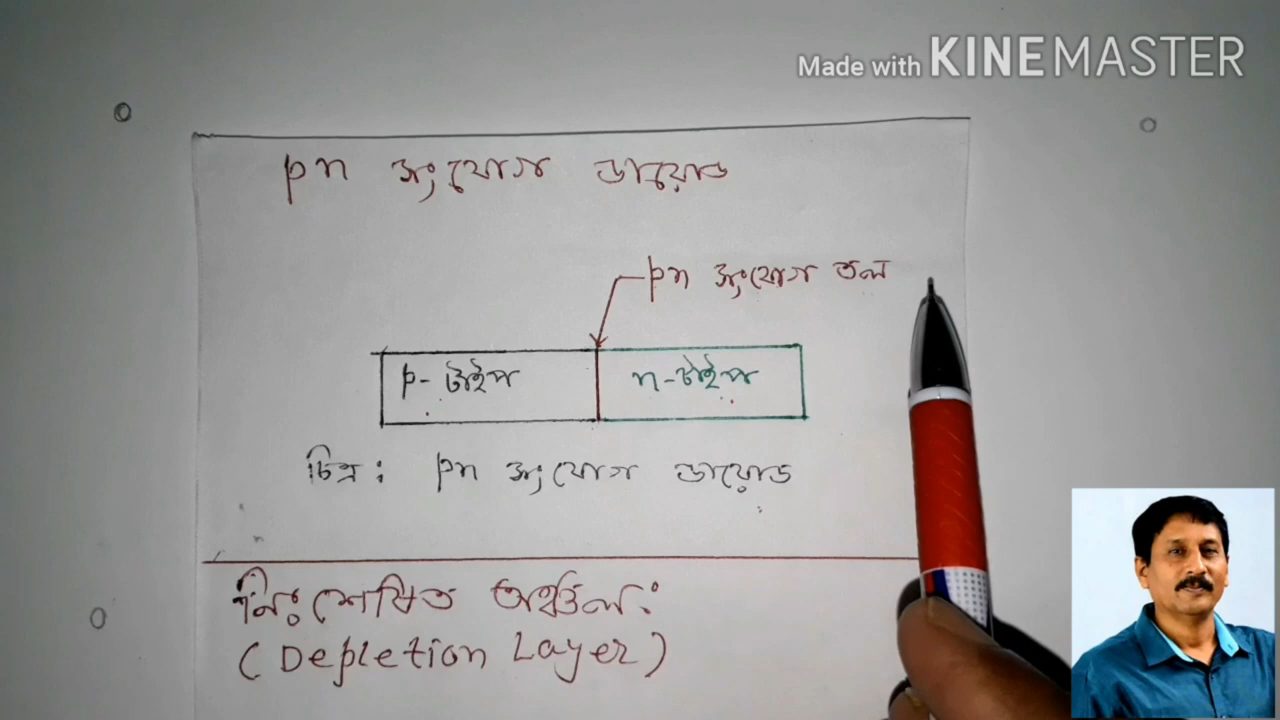 Made with KINEMASTER
pn সংযোগ ডায়োড
pn সংযোগ তল
p- টাইপ
n-টাইপ
চিত্র: pn সংযোগ ডায়োড
নিঃশেষিত অঞ্চল:
(Depletion Layer)